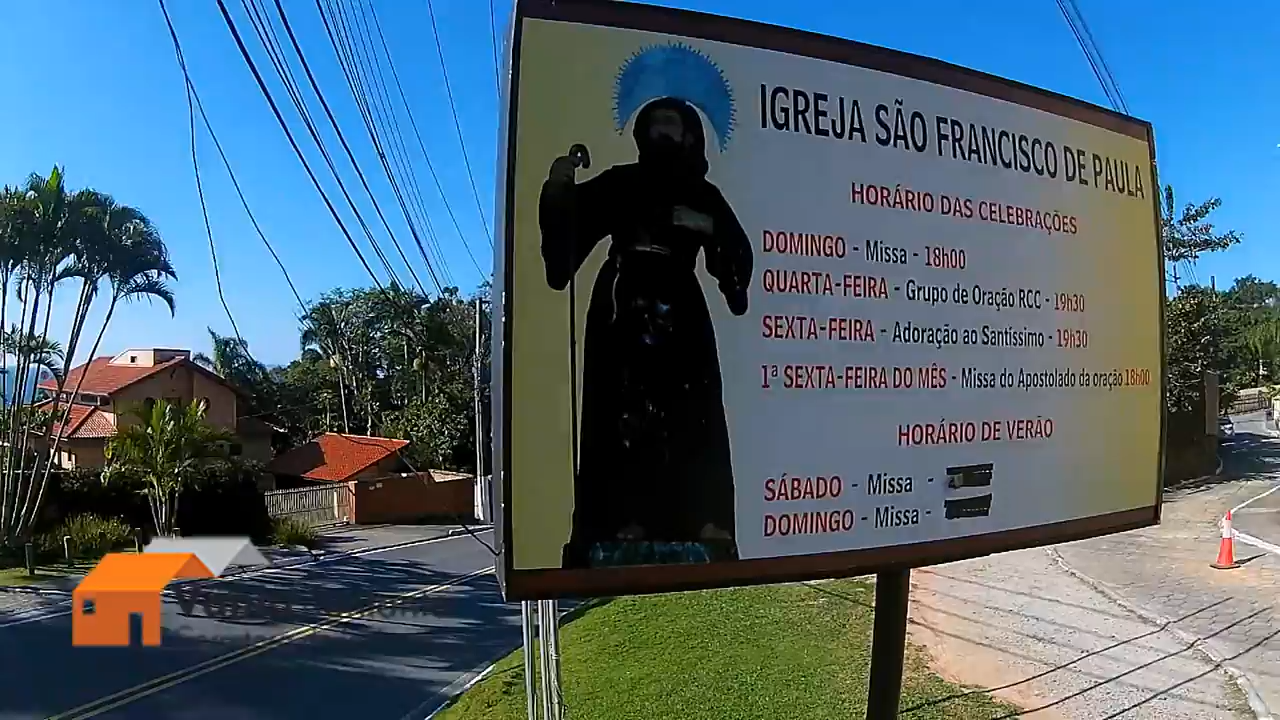 IGREJA SÃO FRANCISCO DE PAULA
HORÁRIO DAS CELEBRAÇÕES
DOMINGO - Missa - 18h00
QUARTA-FEIRA - Grupo de Oração RCC - 19h30
SEXTA-FEIRA - Adoração ao Santissimo - 19h30
1ª SEXTA-FEIRA DO MÊS - Missa do Apostolado da oração 18h00
HORÁRIO DE VERÃO
SÁBADO - Missa -
DOMINGO - Missa -